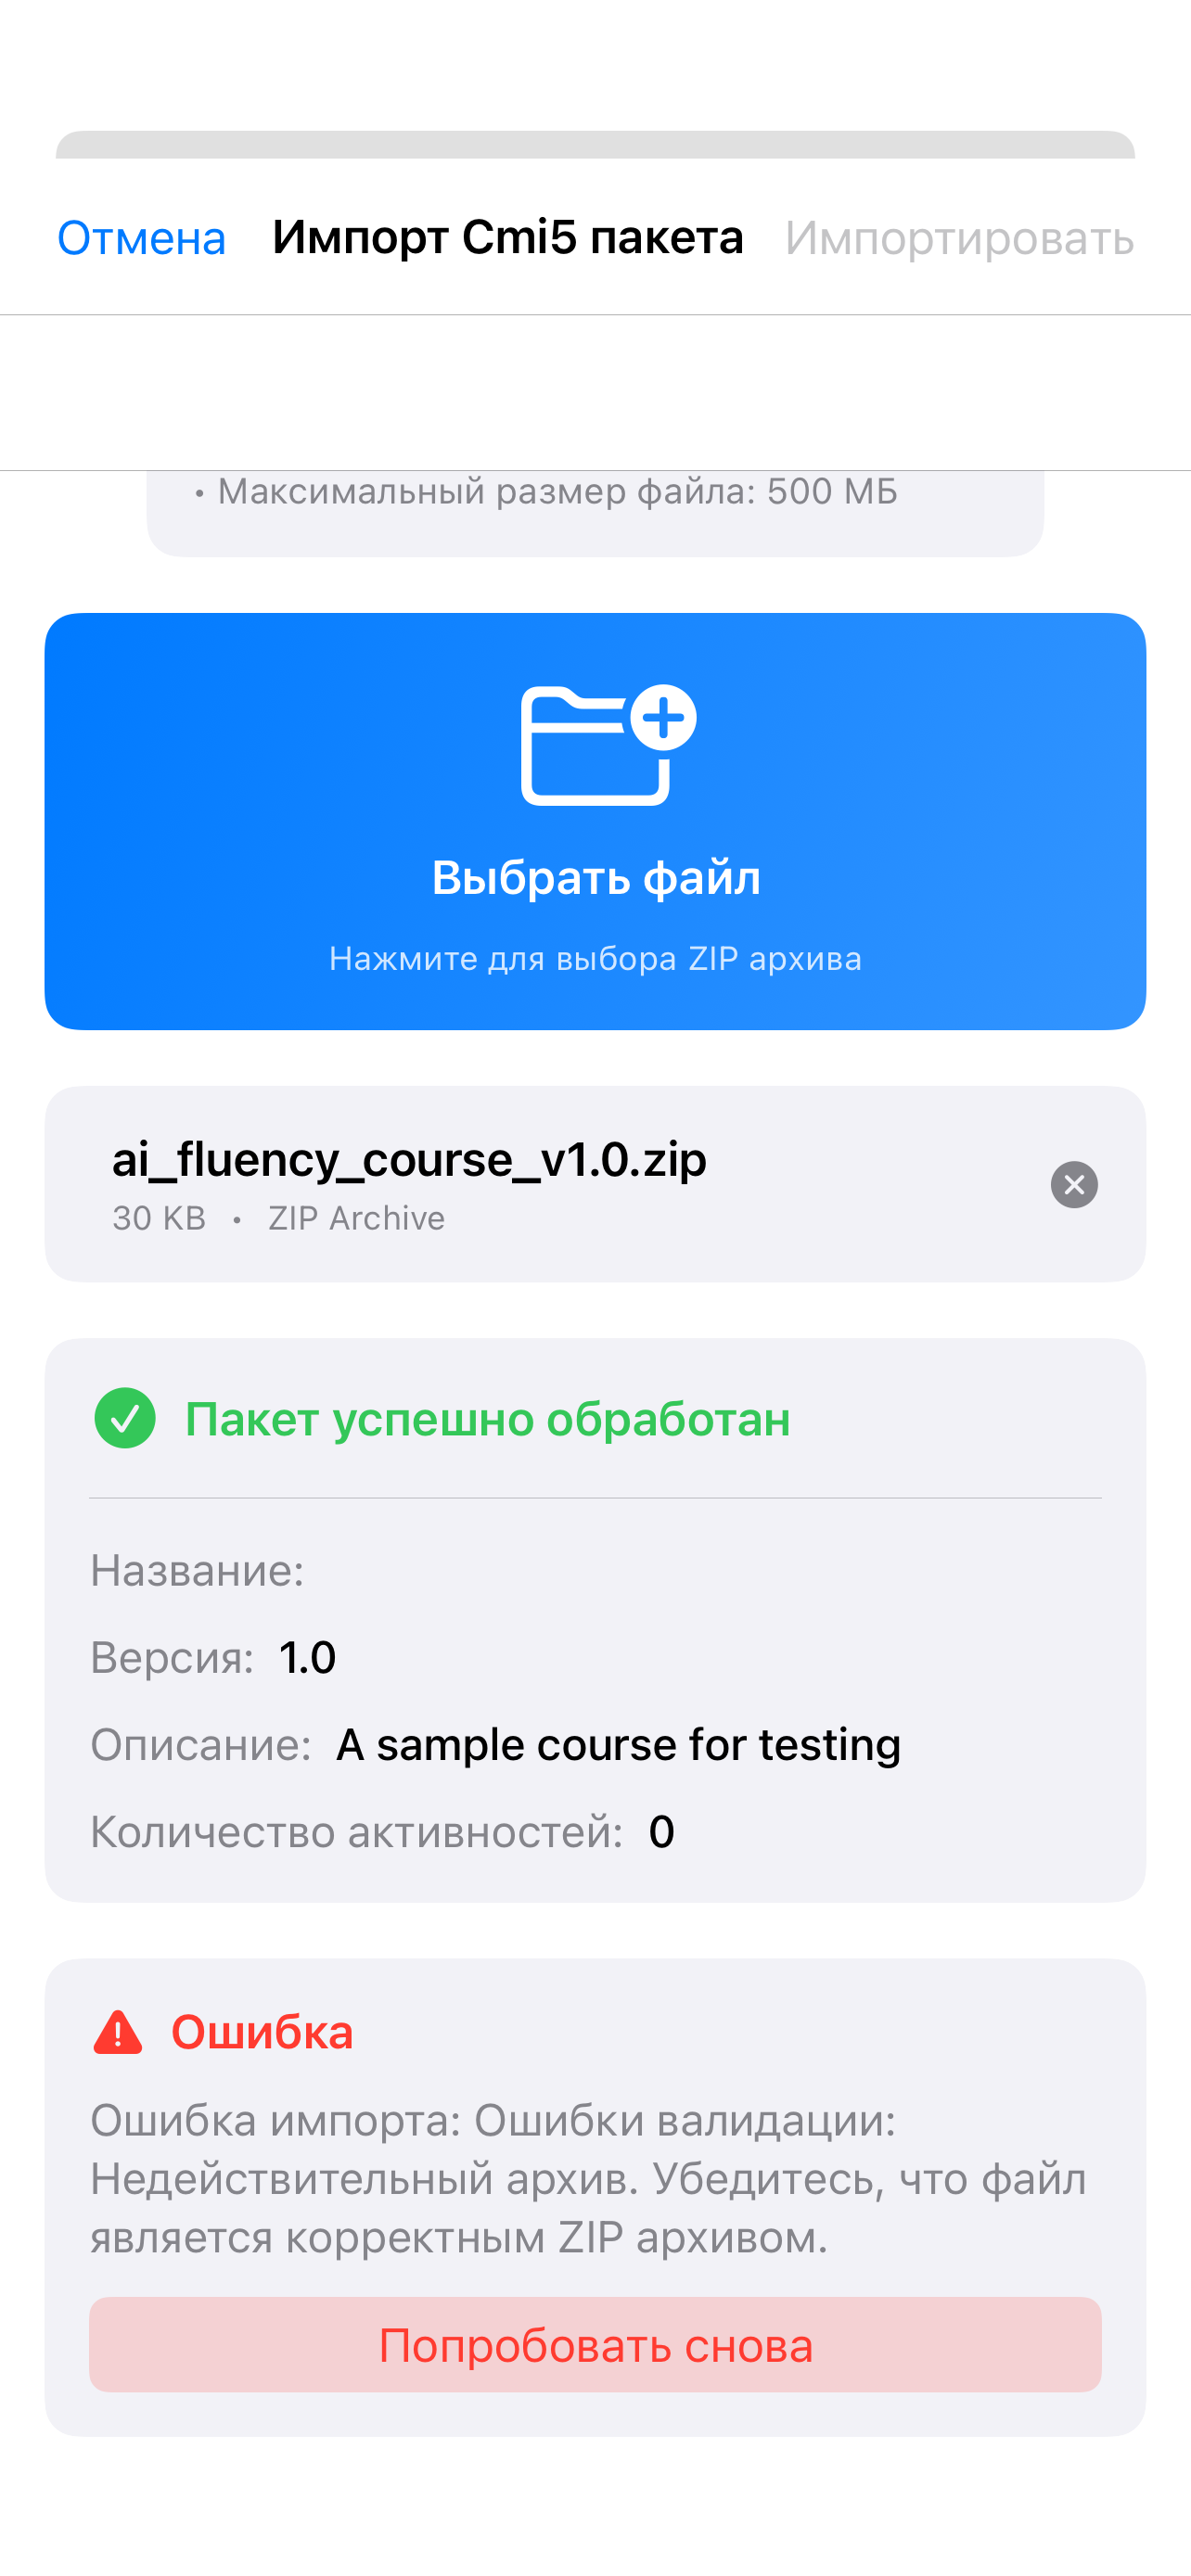 Отмена Импорт Cmi5 пакета Импортировать
• Максимальный размер файла: 500 МБ
Выбрать файл
Нажмите для выбора ZIP архива
ai_fluency_course_v1.0.zip
30 KB • ZIP Archive
Пакет успешно обработан
Название:
Версия: 1.0
Описание: A sample course for testing
Количество активностей: 0
Ошибка
Ошибка импорта: Ошибки валидации:
Недействительный архив. Убедитесь, что файл
является корректным ZIP архивом.
Попробовать снова